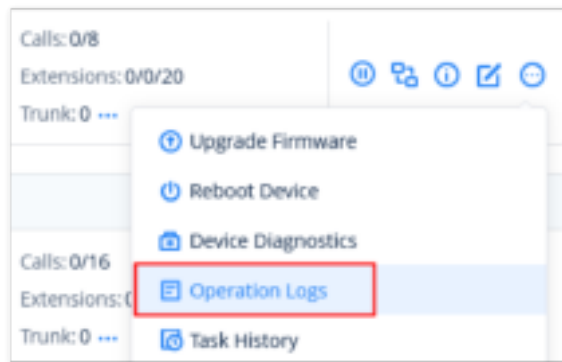 Calls: 0/8
Extensions: 0/0/20
Trunk: 0 ···
Upgrade Firmware
Reboot Device
Device Diagnostics
Calls: 0/16
Operation Logs
Extensions:
Trunk: 0 ···
Task History